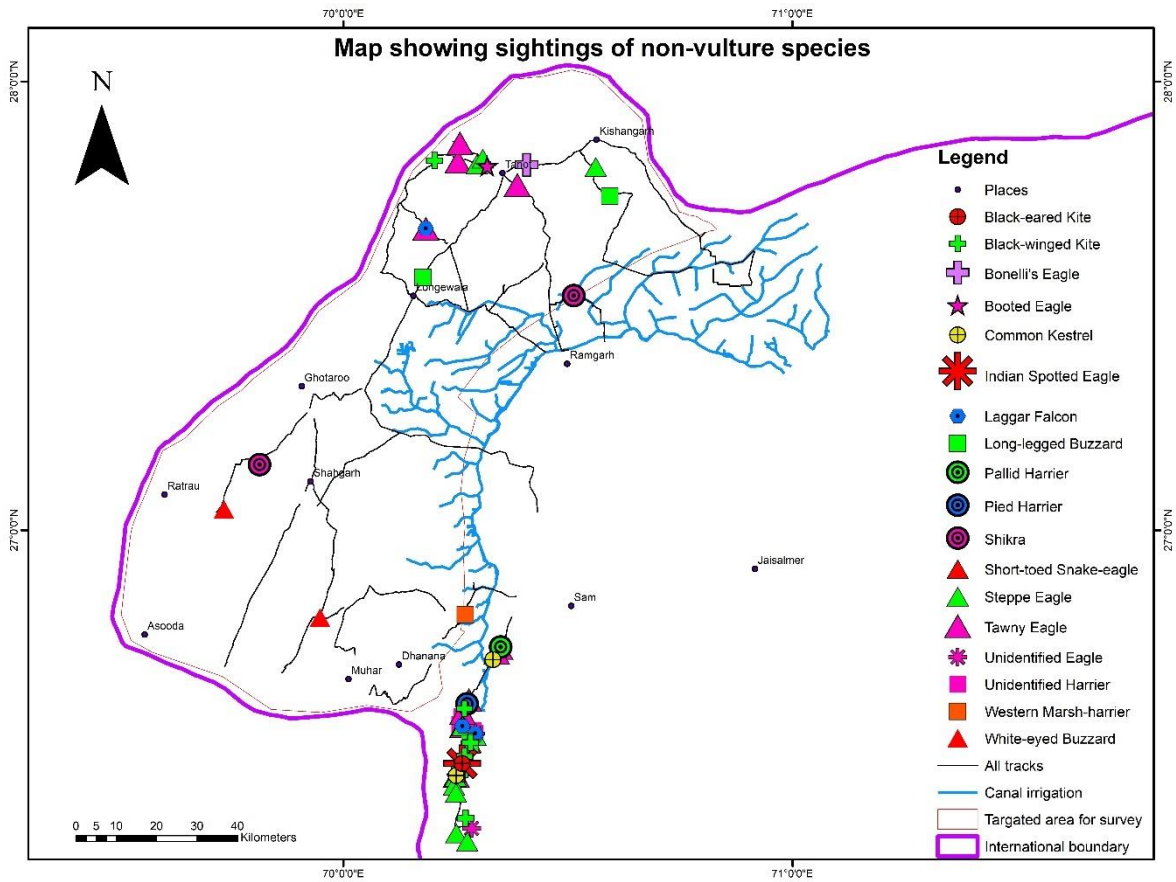 70°0'0"E
71°0'0"E
Map showing sightings of non-vulture species
28°0'0"N
28°0'0"N
N
Kishangarh
Tanot
Longewala
Ramgarh
Ghotaroo
Shahgarh
Ratrau
27°0'0"N
27°0'0"N
Jaisalmer
Sam
Asooda
Dhanana
Muhar
0 5 10 20 30 40
Kilometers
70°0'0"E
71°0'0"E
Legend
Places
Black-eared Kite
Black-winged Kite
Bonelli's Eagle
Booted Eagle
Common Kestrel
Indian Spotted Eagle
Laggar Falcon
Long-legged Buzzard
Pallid Harrier
Pied Harrier
Shikra
Short-toed Snake-eagle
Steppe Eagle
Tawny Eagle
Unidentified Eagle
Unidentified Harrier
Western Marsh-harrier
White-eyed Buzzard
All tracks
Canal irrigation
Targated area for survey
International boundary